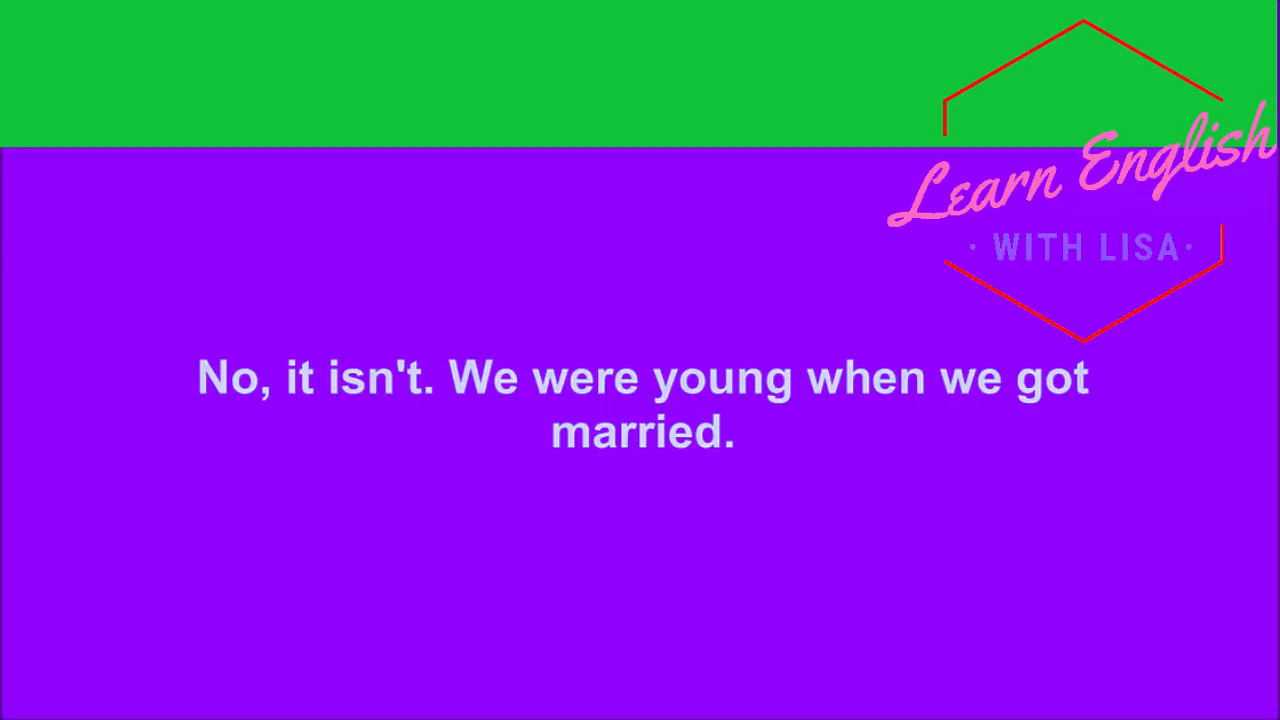 Learn English
· WITH LISA·
No, it isn't. We were young when we got
married.